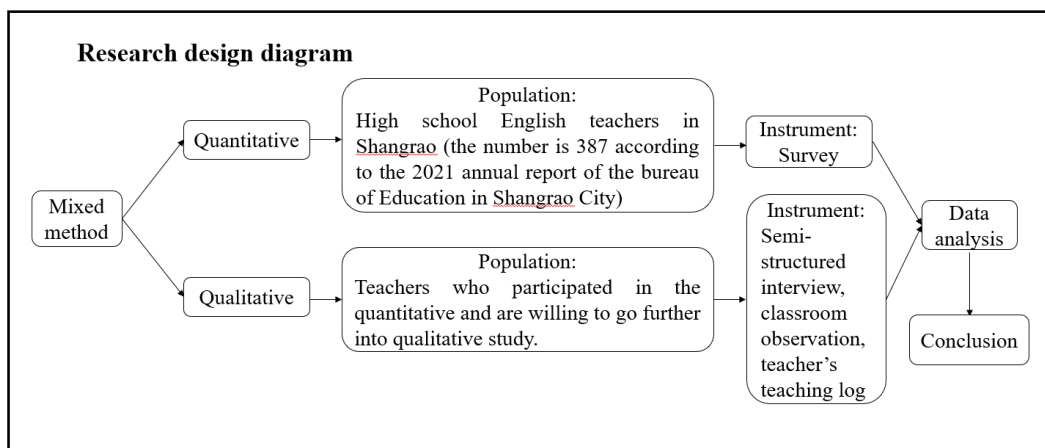 Research design diagram
Mixed
method
Quantitative
Population:
High school English teachers in
Shangrao (the number is 387 according
to the 2021 annual report of the bureau
of Education in Shangrao City)
Instrument:
Survey
Qualitative
Population:
Teachers who participated in the
quantitative and are willing to go further
into qualitative study.
Instrument:
Semi-
structured
interview,
classroom
observation,
teacher’s
teaching log
Data
analysis
Conclusion